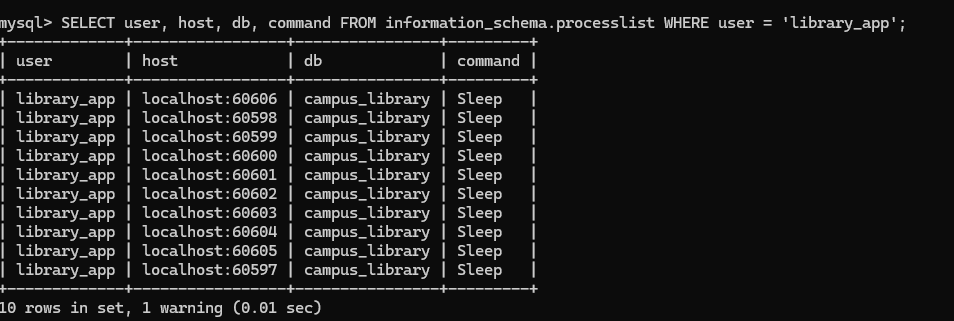 mysql> SELECT user, host, db, command FROM information_schema.processlist WHERE user = 'library_app';
+-------------+-----------------+----------------+---------+
| user        | host            | db             | command |
+-------------+-----------------+----------------+---------+
| library_app | localhost:60606 | campus_library | Sleep   |
| library_app | localhost:60598 | campus_library | Sleep   |
| library_app | localhost:60599 | campus_library | Sleep   |
| library_app | localhost:60600 | campus_library | Sleep   |
| library_app | localhost:60601 | campus_library | Sleep   |
| library_app | localhost:60602 | campus_library | Sleep   |
| library_app | localhost:60603 | campus_library | Sleep   |
| library_app | localhost:60604 | campus_library | Sleep   |
| library_app | localhost:60605 | campus_library | Sleep   |
| library_app | localhost:60597 | campus_library | Sleep   |
+-------------+-----------------+----------------+---------+
10 rows in set, 1 warning (0.01 sec)